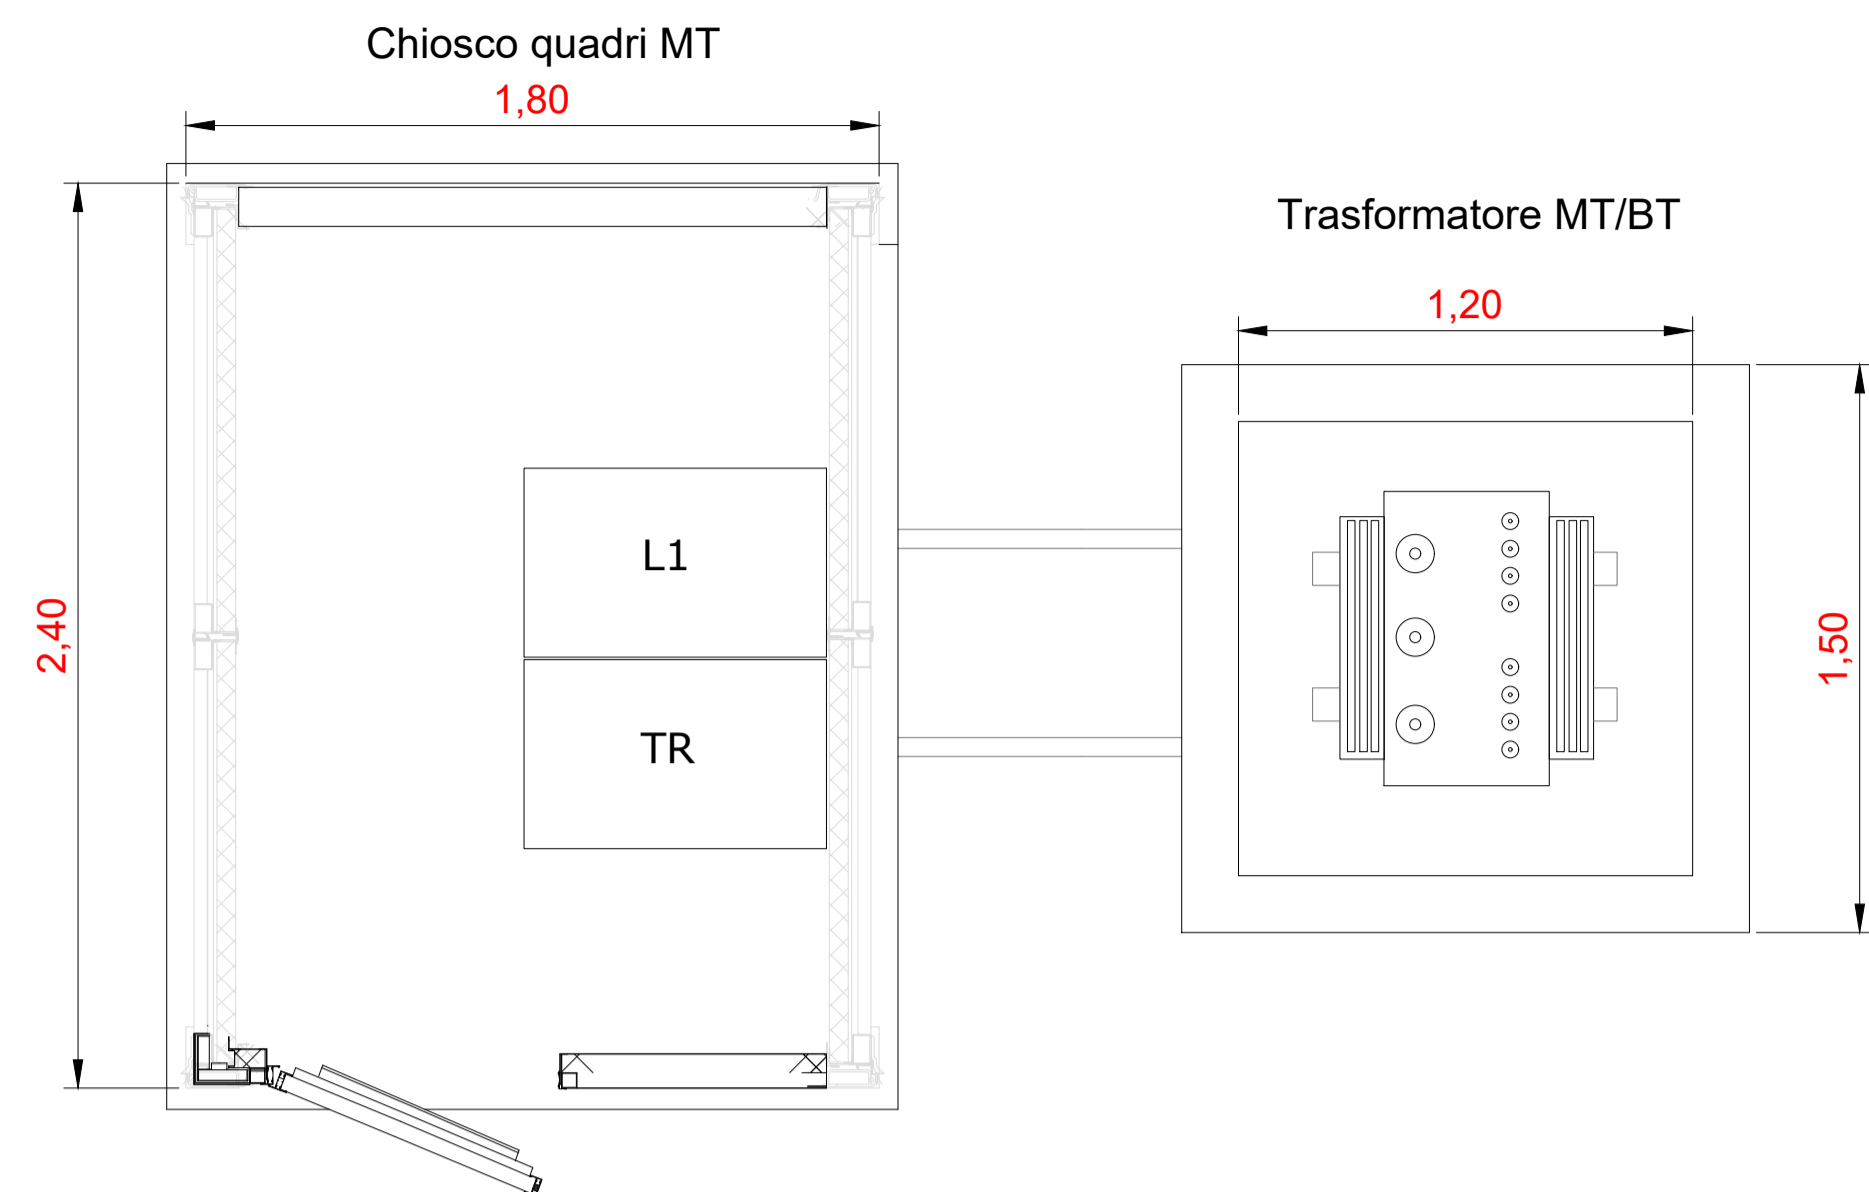 Chiosco quadri MT
1,80
Trasformatore MT/BT
1,20
2,40
L1
TR
1,50